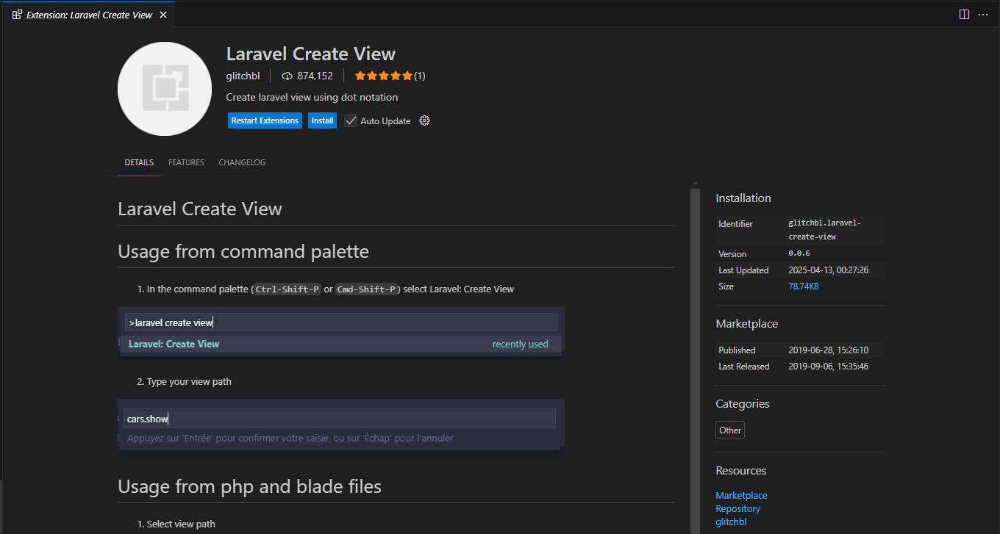 Extension: Laravel Create View
Laravel Create View
glitchbl 874,152 (1)
Create laravel view using dot notation
Restart Extensions Install Auto Update
DETAILS FEATURES CHANGELOG
Laravel Create View
Usage from command palette
1. In the command palette (Ctrl-Shift-P or Cmd-Shift-P) select Laravel: Create View
>laravel create view
Laravel: Create View recently used
2. Type your view path
cars.show
Appuyez sur 'Entrée' pour confirmer votre saisie, ou sur 'Échap' pour l'annuler
Usage from php and blade files
1. Select view path
Installation
Identifier glitchbl.laravel-
create-view
Version 0.0.6
Last Updated 2025-04-13, 00:27:26
Size 78.74KB
Marketplace
Published 2019-06-28, 15:26:10
Last Released 2019-09-06, 15:35:46
Categories
Other
Resources
Marketplace
Repository
glitchbl